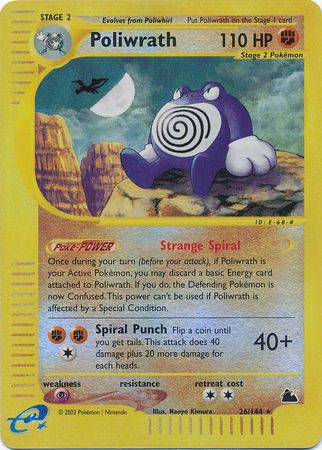 STAGE 2
Evolves from Poliwhirl
Put Poliwrath on the Stage 1 card
Poliwrath
110 HP
Stage 2 Pokémon
ID: E-68-#
Poké-POWER
Strange Spiral
Once during your turn (before your attack), if Poliwrath is
your Active Pokémon, you may discard a basic Energy card
attached to Poliwrath. If you do, the Defending Pokémon is
now Confused. This power can't be used if Poliwrath is
affected by a Special Condition.
Spiral Punch Flip a coin until
you get tails. This attack does 40
damage plus 20 more damage for
each heads.
40+
weakness
resistance
retreat cost
© 2003 Pokémon / Nintendo
Illus. Naoyo Kimura
26/144 ★
e